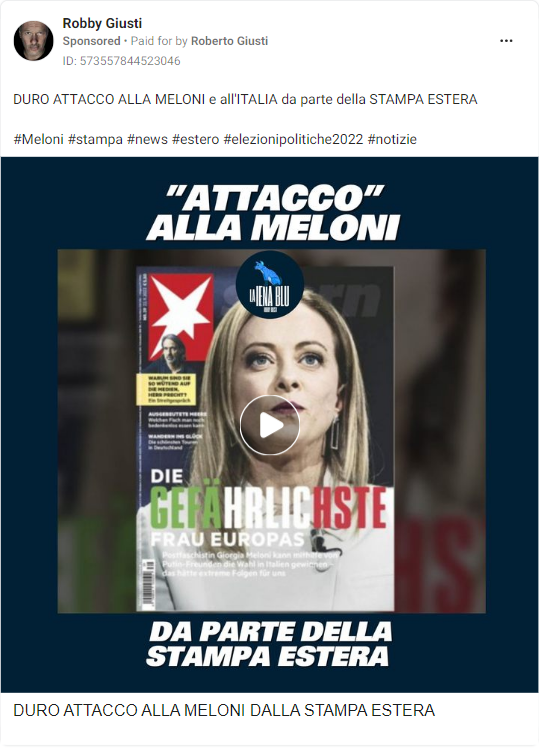 Robby Giusti
Sponsored • Paid for by Roberto Giusti
ID: 573557844523046
DURO ATTACCO ALLA MELONI e all'ITALIA da parte della STAMPA ESTERA
#Meloni #stampa #news #estero #elezionipolitiche2022 #notizie
"ATTACCO"
ALLA MELONI
LA
IENA BLU
stern
WARUM SIND SIE
SO WÜTEND AUF
DIE MEDIEN,
HERR PRECHT?
Ein Streitgespräch
AUSGEBEUTETE MEERE
Welchen Fisch man noch
bedenkenlos essen kann
WANDERN INS GLÜCK
Die schönsten Touren
in Deutschland
DIE
GEFÄHRLICHSTE
FRAU EUROPAS
Postfaschistin Giorgia Meloni kann mithilfe von
Putin-Freunden die Wahl in Italien gewinnen –
das hätte extreme Folgen für uns
DA PARTE DELLA
STAMPA ESTERA
DURO ATTACCO ALLA MELONI DALLA STAMPA ESTERA